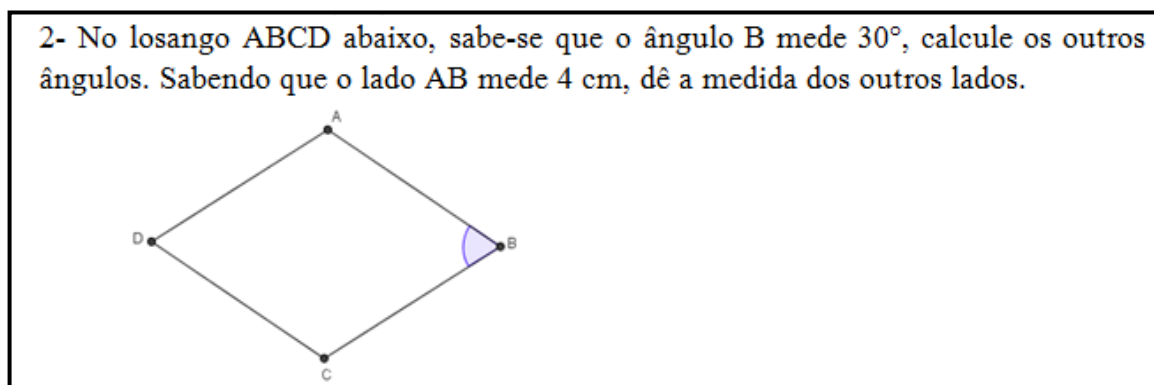 2- No losango ABCD abaixo, sabe-se que o ângulo B mede 30°, calcule os outros
ângulos. Sabendo que o lado AB mede 4 cm, dê a medida dos outros lados.
A
D
B
C